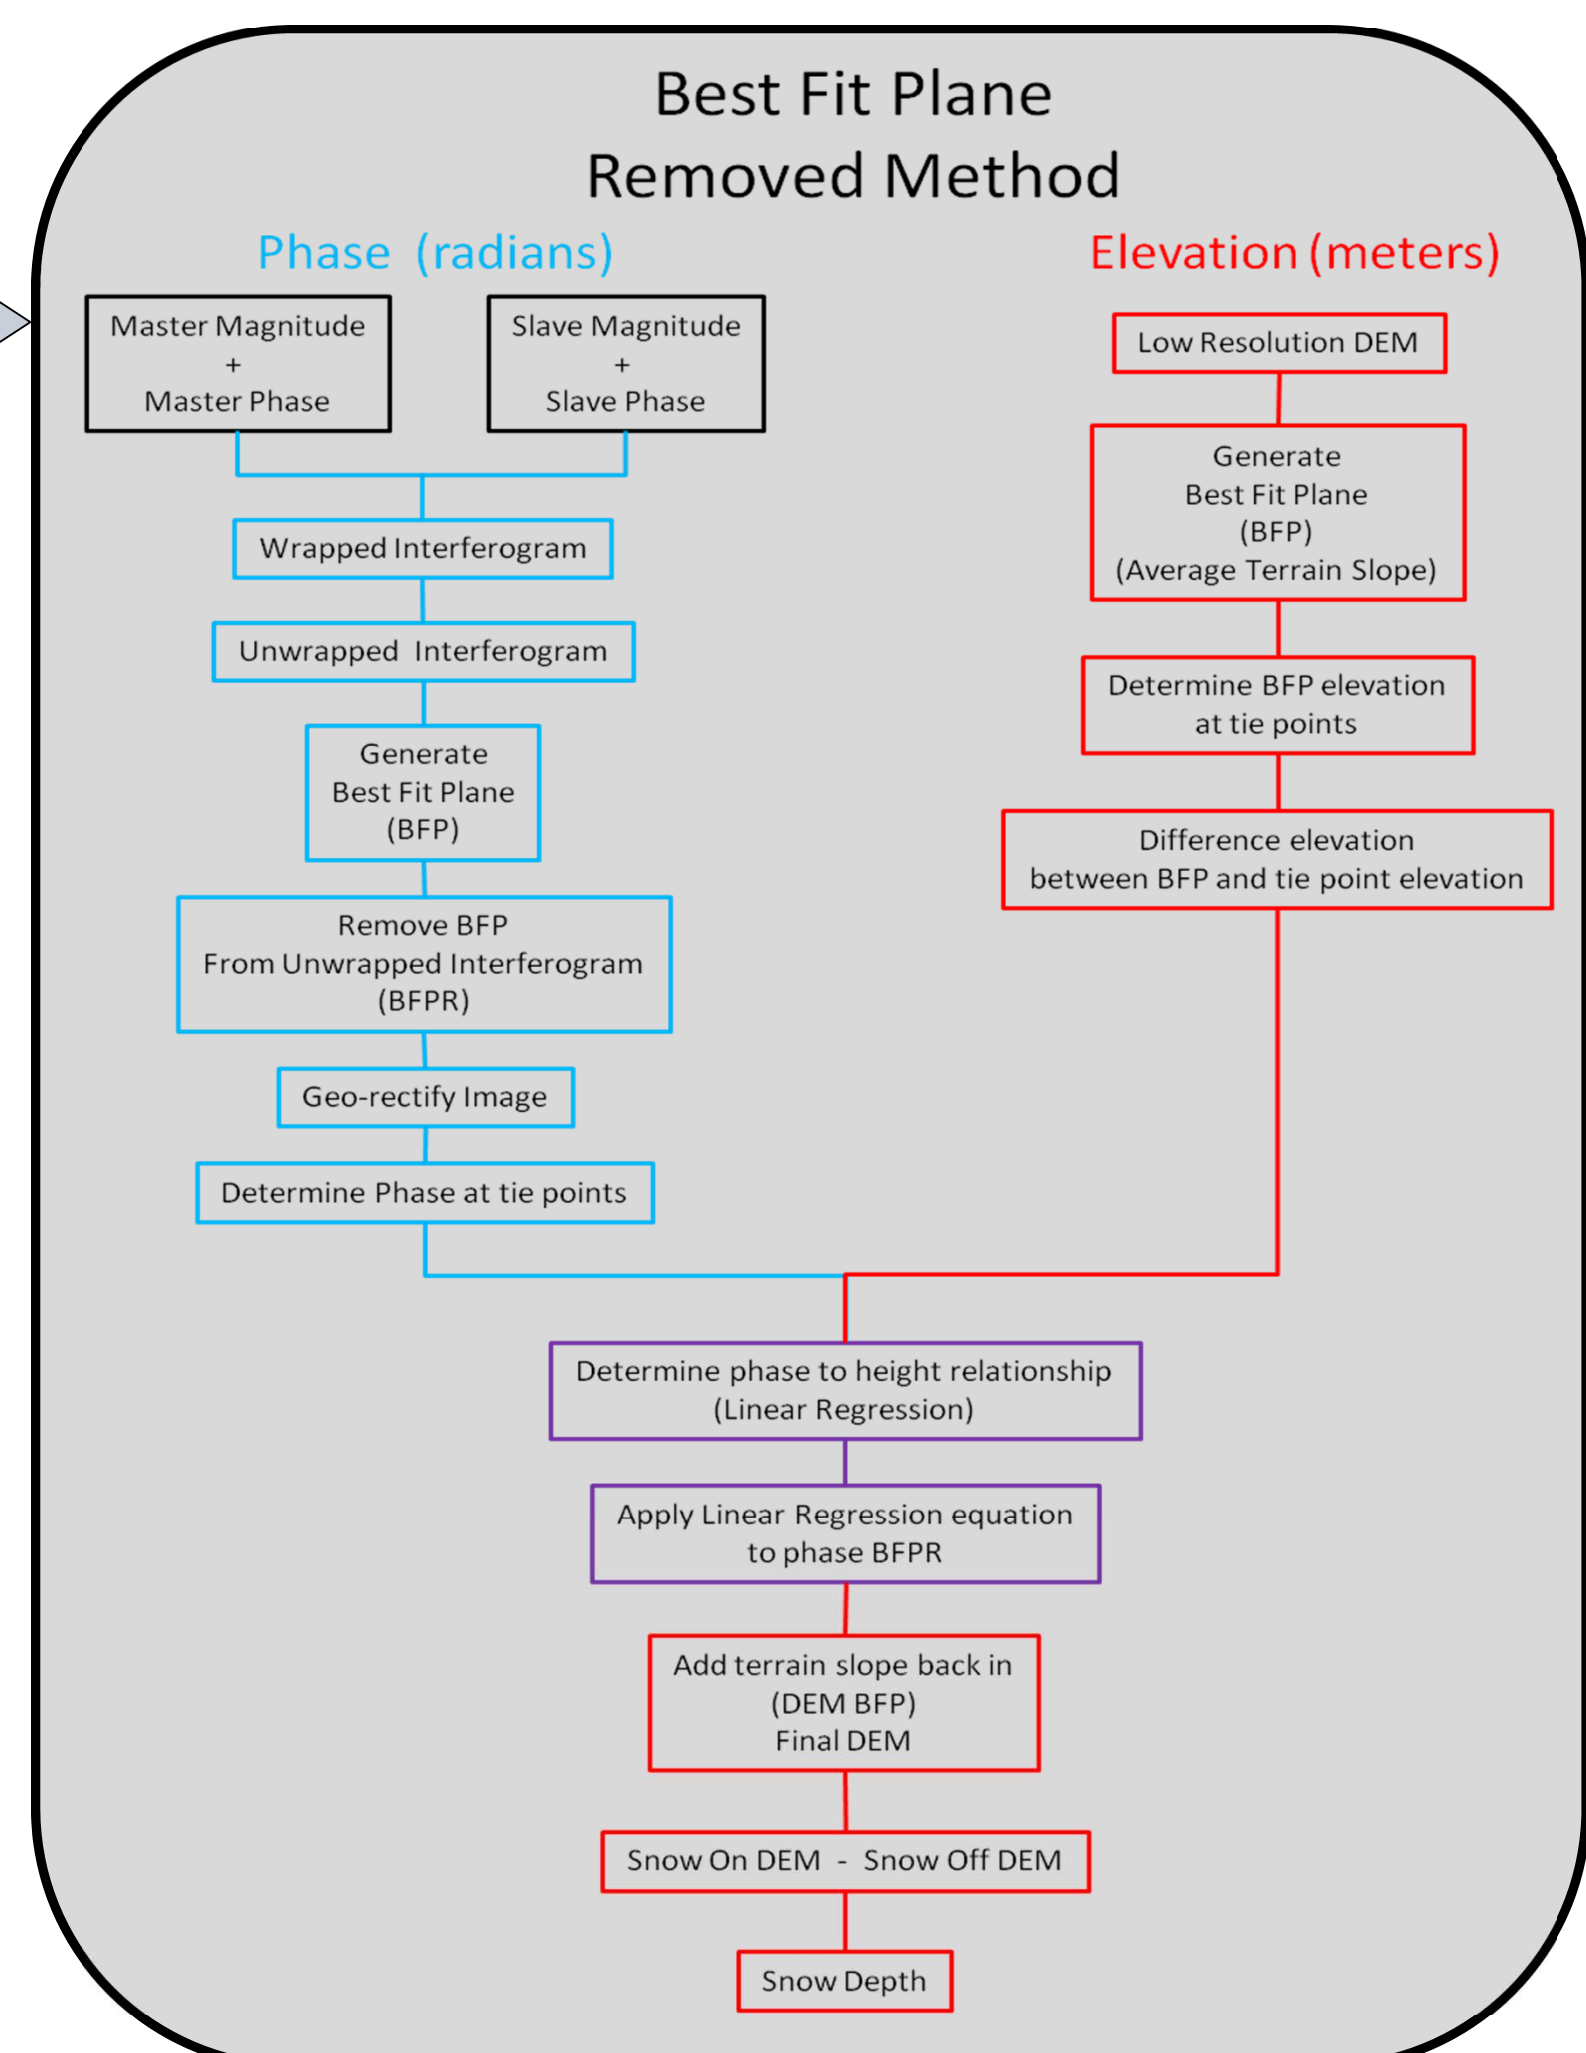 Best Fit Plane
Removed Method
Phase (radians)
Master Magnitude
+
Master Phase
Slave Magnitude
+
Slave Phase
Wrapped Interferogram
Unwrapped Interferogram
Generate
Best Fit Plane
(BFP)
Remove BFP
From Unwrapped Interferogram
(BFPR)
Geo-rectify Image
Determine Phase at tie points
Elevation (meters)
Low Resolution DEM
Generate
Best Fit Plane
(BFP)
(Average Terrain Slope)
Determine BFP elevation
at tie points
Difference elevation
between BFP and tie point elevation
Determine phase to height relationship
(Linear Regression)
Apply Linear Regression equation
to phase BFPR
Add terrain slope back in
(DEM BFP)
Final DEM
Snow On DEM - Snow Off DEM
Snow Depth